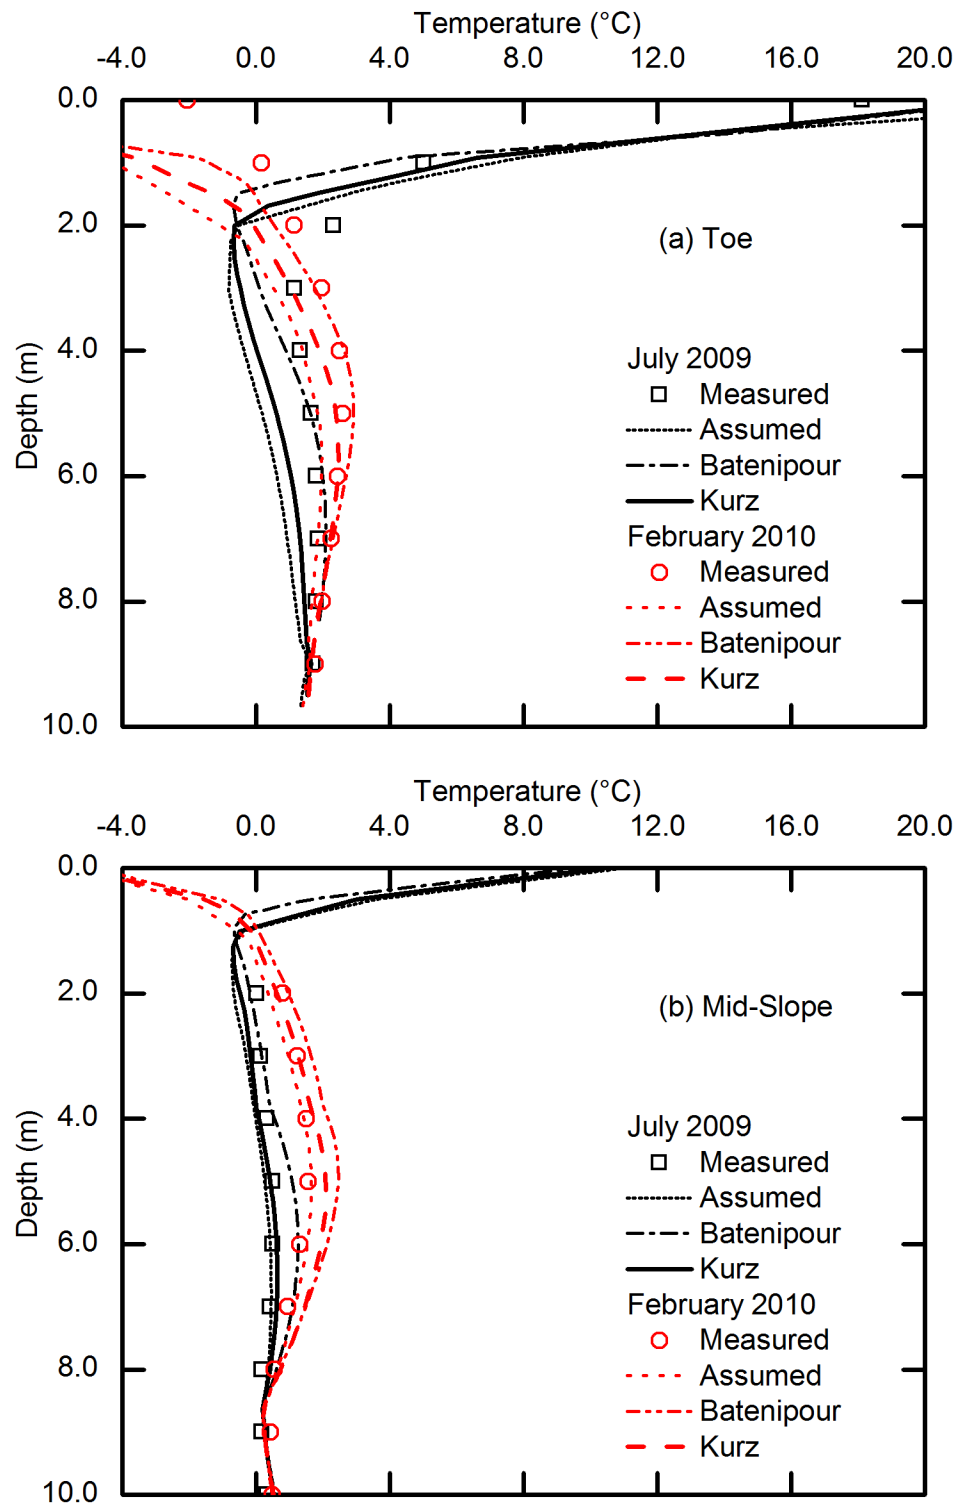 Temperature (°C)
-4.0 0.0 4.0 8.0 12.0 16.0 20.0
0.0
2.0
(a) Toe
4.0
July 2009
Measured
Assumed
Depth (m)
Batenipour
6.0
Kurz
February 2010
Measured
8.0
Assumed
Batenipour
Kurz
10.0
Temperature (°C)
-4.0 0.0 4.0 8.0 12.0 16.0 20.0
0.0
2.0
(b) Mid-Slope
4.0
July 2009
Measured
Depth (m)
Assumed
Batenipour
6.0
Kurz
February 2010
Measured
8.0
Assumed
Batenipour
Kurz
10.0